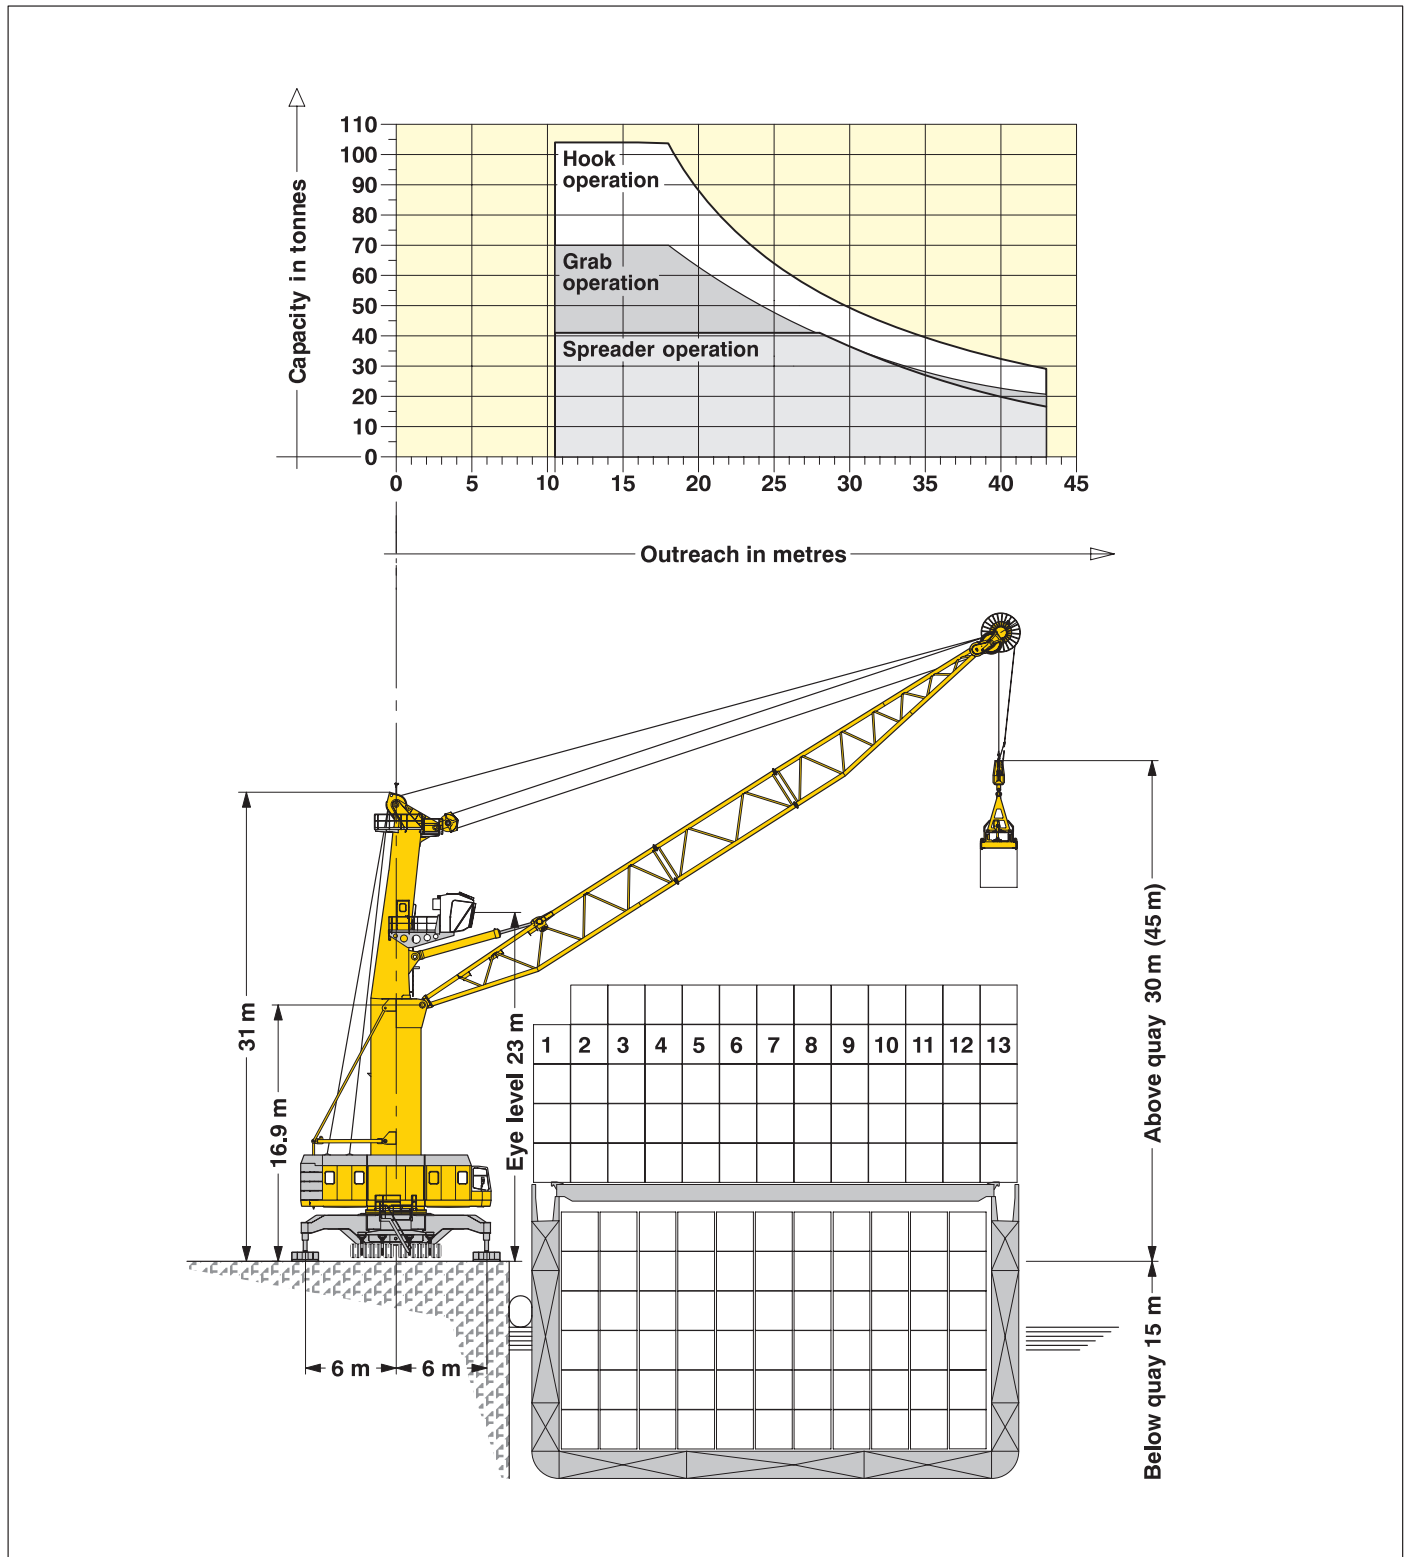 Capacity in tonnes
110
100
90
80
70
60
50
40
30
20
10
0
Hook
operation
Grab
operation
Spreader operation
0 5 10 15 20 25 30 35 40 45
Outreach in metres
31 m
16.9 m
Eye level 23 m
1 2 3 4 5 6 7 8 9 10 11 12 13
Above quay 30 m (45 m)
Below quay 15 m
6 m 6 m